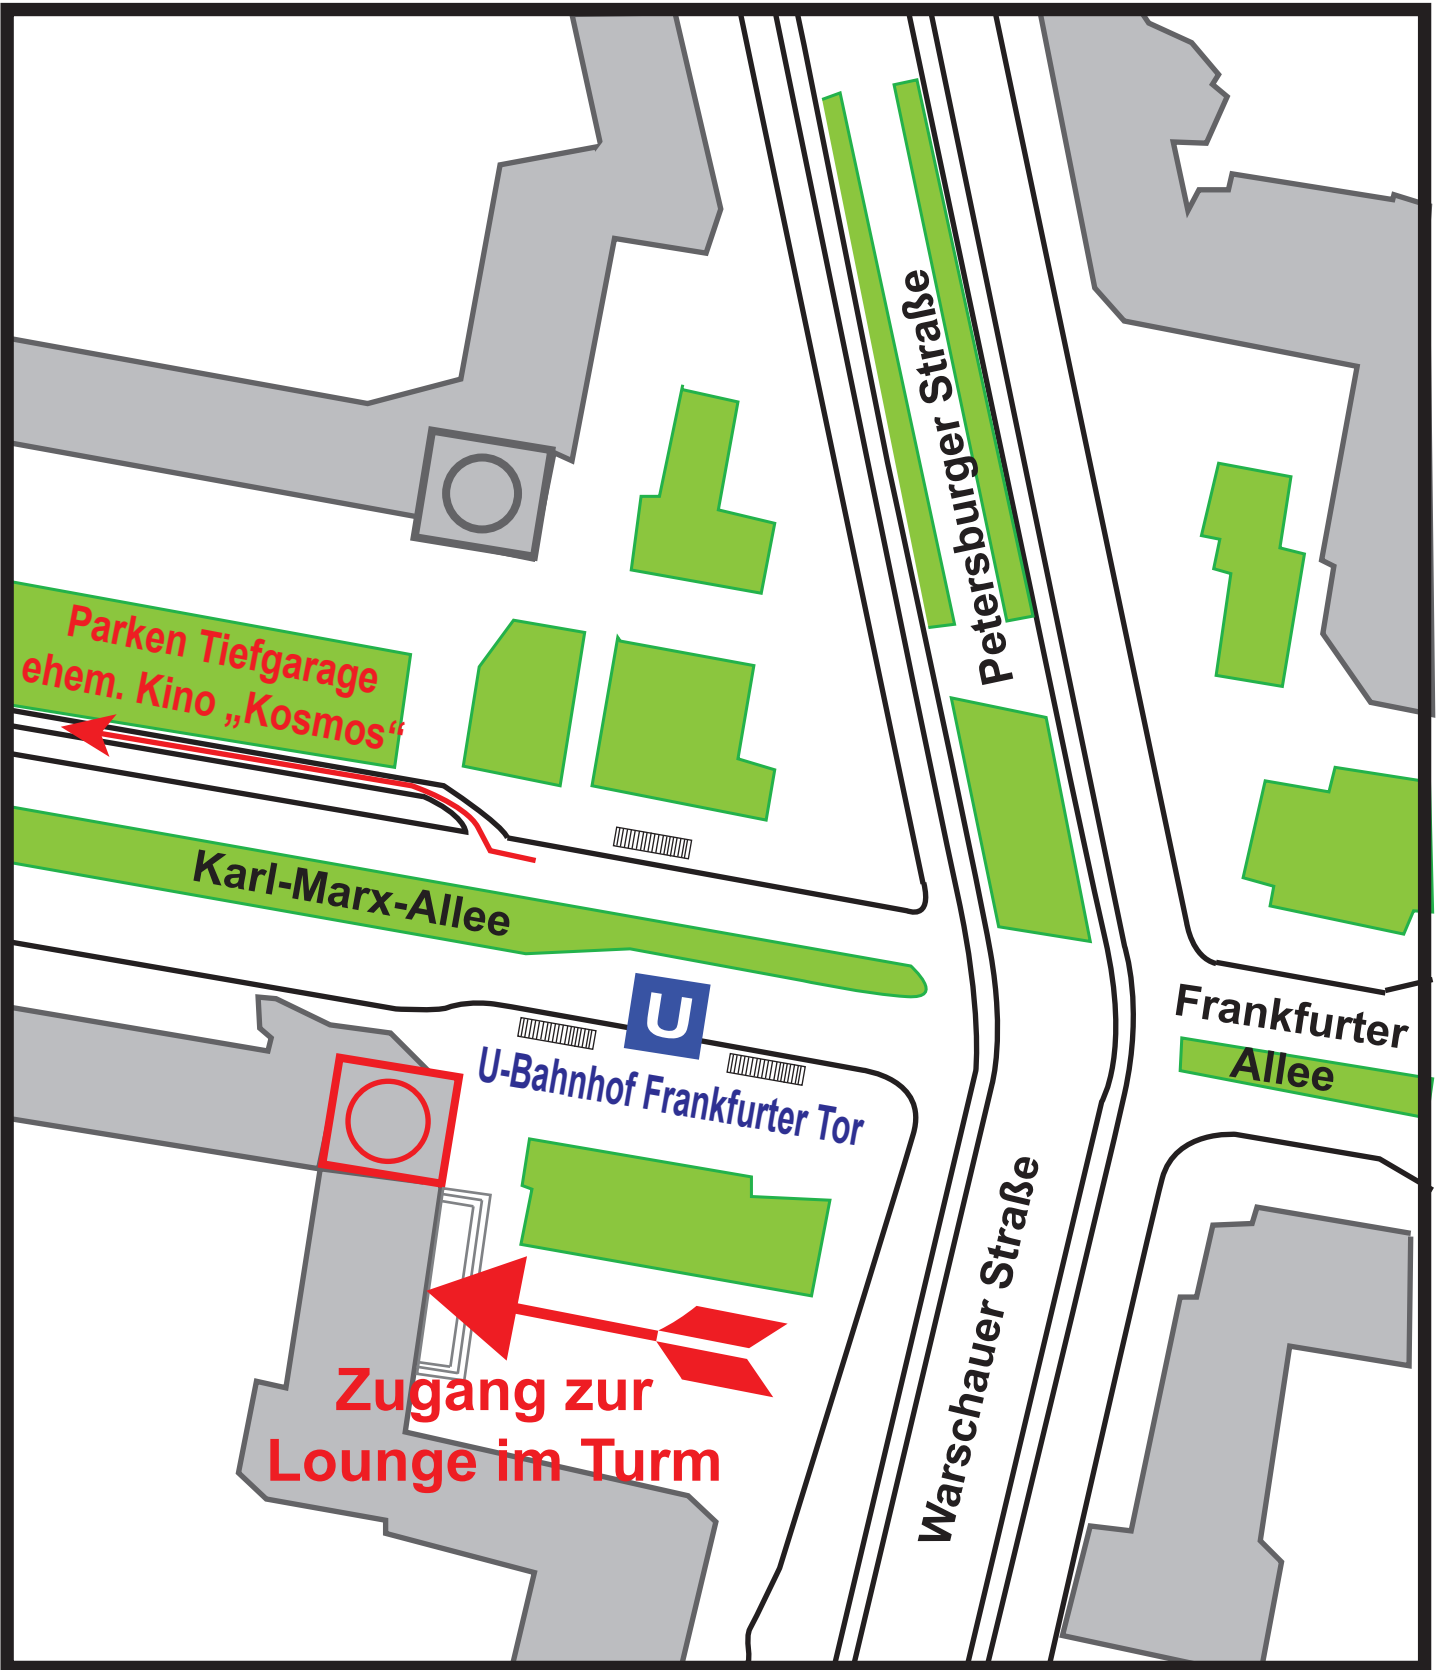 Petersburger Straße
Parken Tiefgarage
ehem. Kino „Kosmos“
Karl-Marx-Allee
U
U-Bahnhof Frankfurter Tor
Frankfurter
Allee
Warschauer Straße
Zugang zur
Lounge im Turm